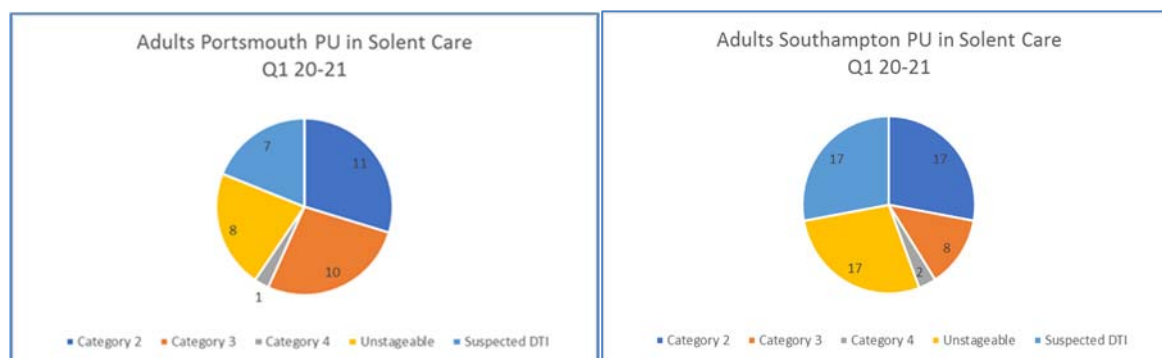 Adults Portsmouth PU in Solent Care
Q1 20-21
7
11
8
10
1
Category 2 Category 3 Category 4 Unstageable Suspected DTI
Adults Southampton PU in Solent Care
Q1 20-21
17
17
8
17
2
Category 2 Category 3 Category 4 Unstageable Suspected DTI